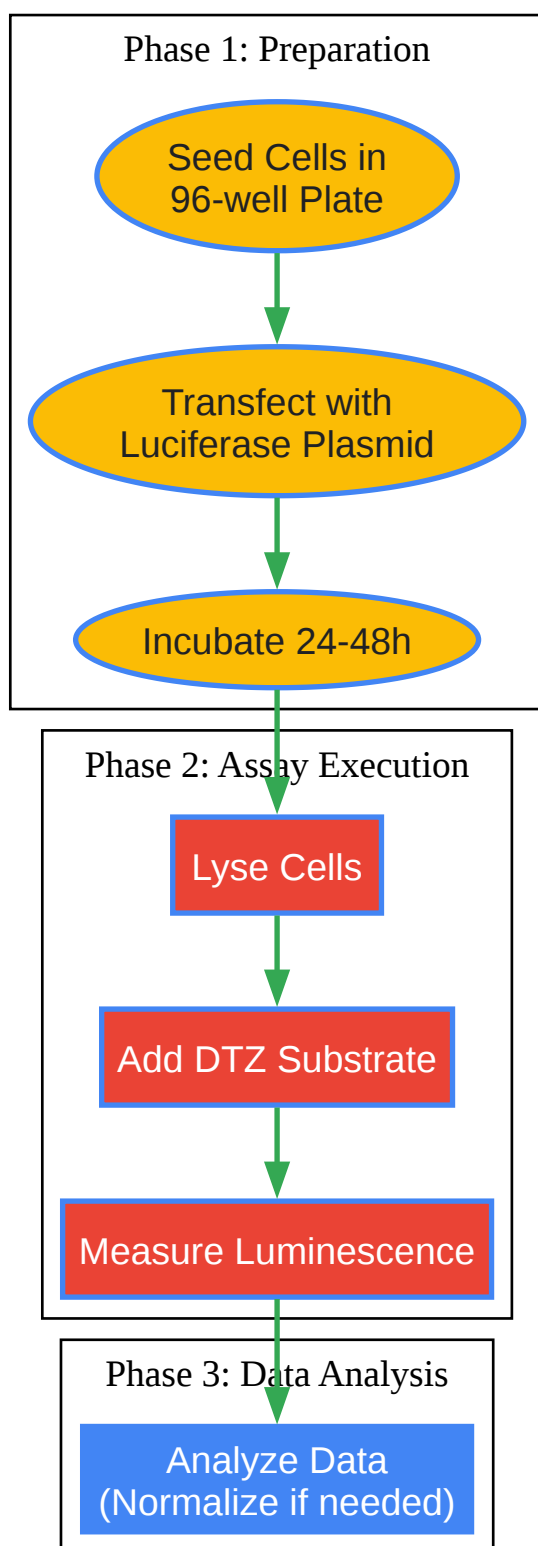 Phase 1: Preparation
Seed Cells in
96-well Plate
Transfect with
Luciferase Plasmid
Incubate 24-48h
Phase 2: Assay Execution
Lyse Cells
Add DTZ Substrate
Measure Luminescence
Phase 3: Data Analysis
Analyze Data
(Normalize if needed)